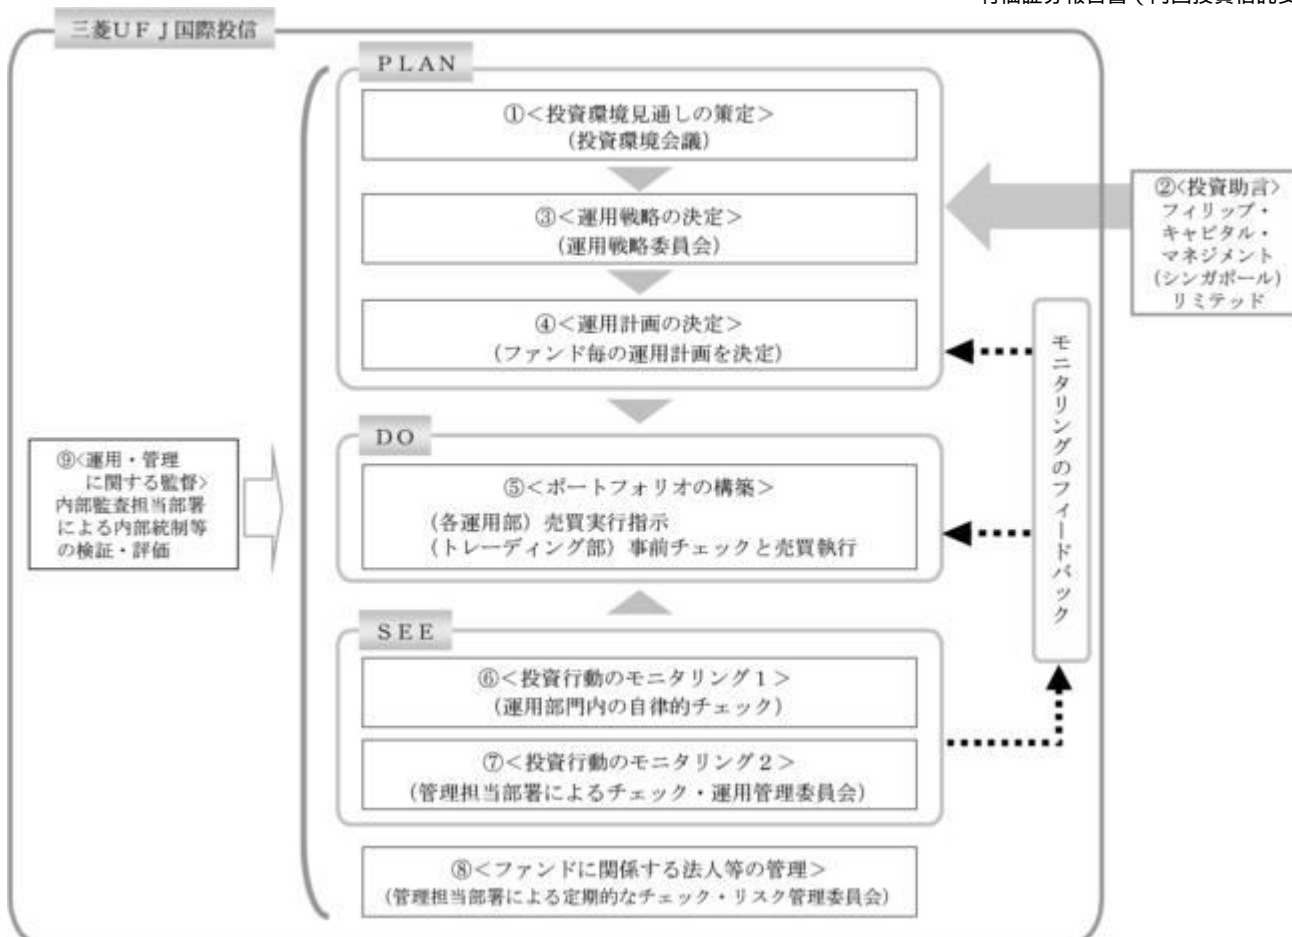 三菱UFJ国際投信
PLAN
①<投資環境見通しの策定>
(投資環境会議)
③<運用戦略の決定>
(運用戦略委員会)
④<運用計画の決定>
(ファンド毎の運用計画を決定)
②<投資助言>
フィリップ・
キャピタル・
マネジメント
(シンガポール)
リミテッド
モニタリングのフィードバック
DO
⑤<ポートフォリオの構築>
(各運用部)売買実行指示
(トレーディング部)事前チェックと売買執行
⑨<運用・管理
に関する監督>
内部監査担当部署
による内部統制等
の検証・評価
SEE
⑥<投資行動のモニタリング1>
(運用部門内の自律的チェック)
⑦<投資行動のモニタリング2>
(管理担当部署によるチェック・運用管理委員会)
⑧<ファンドに関係する法人等の管理>
(管理担当部署による定期的なチェック・リスク管理委員会)